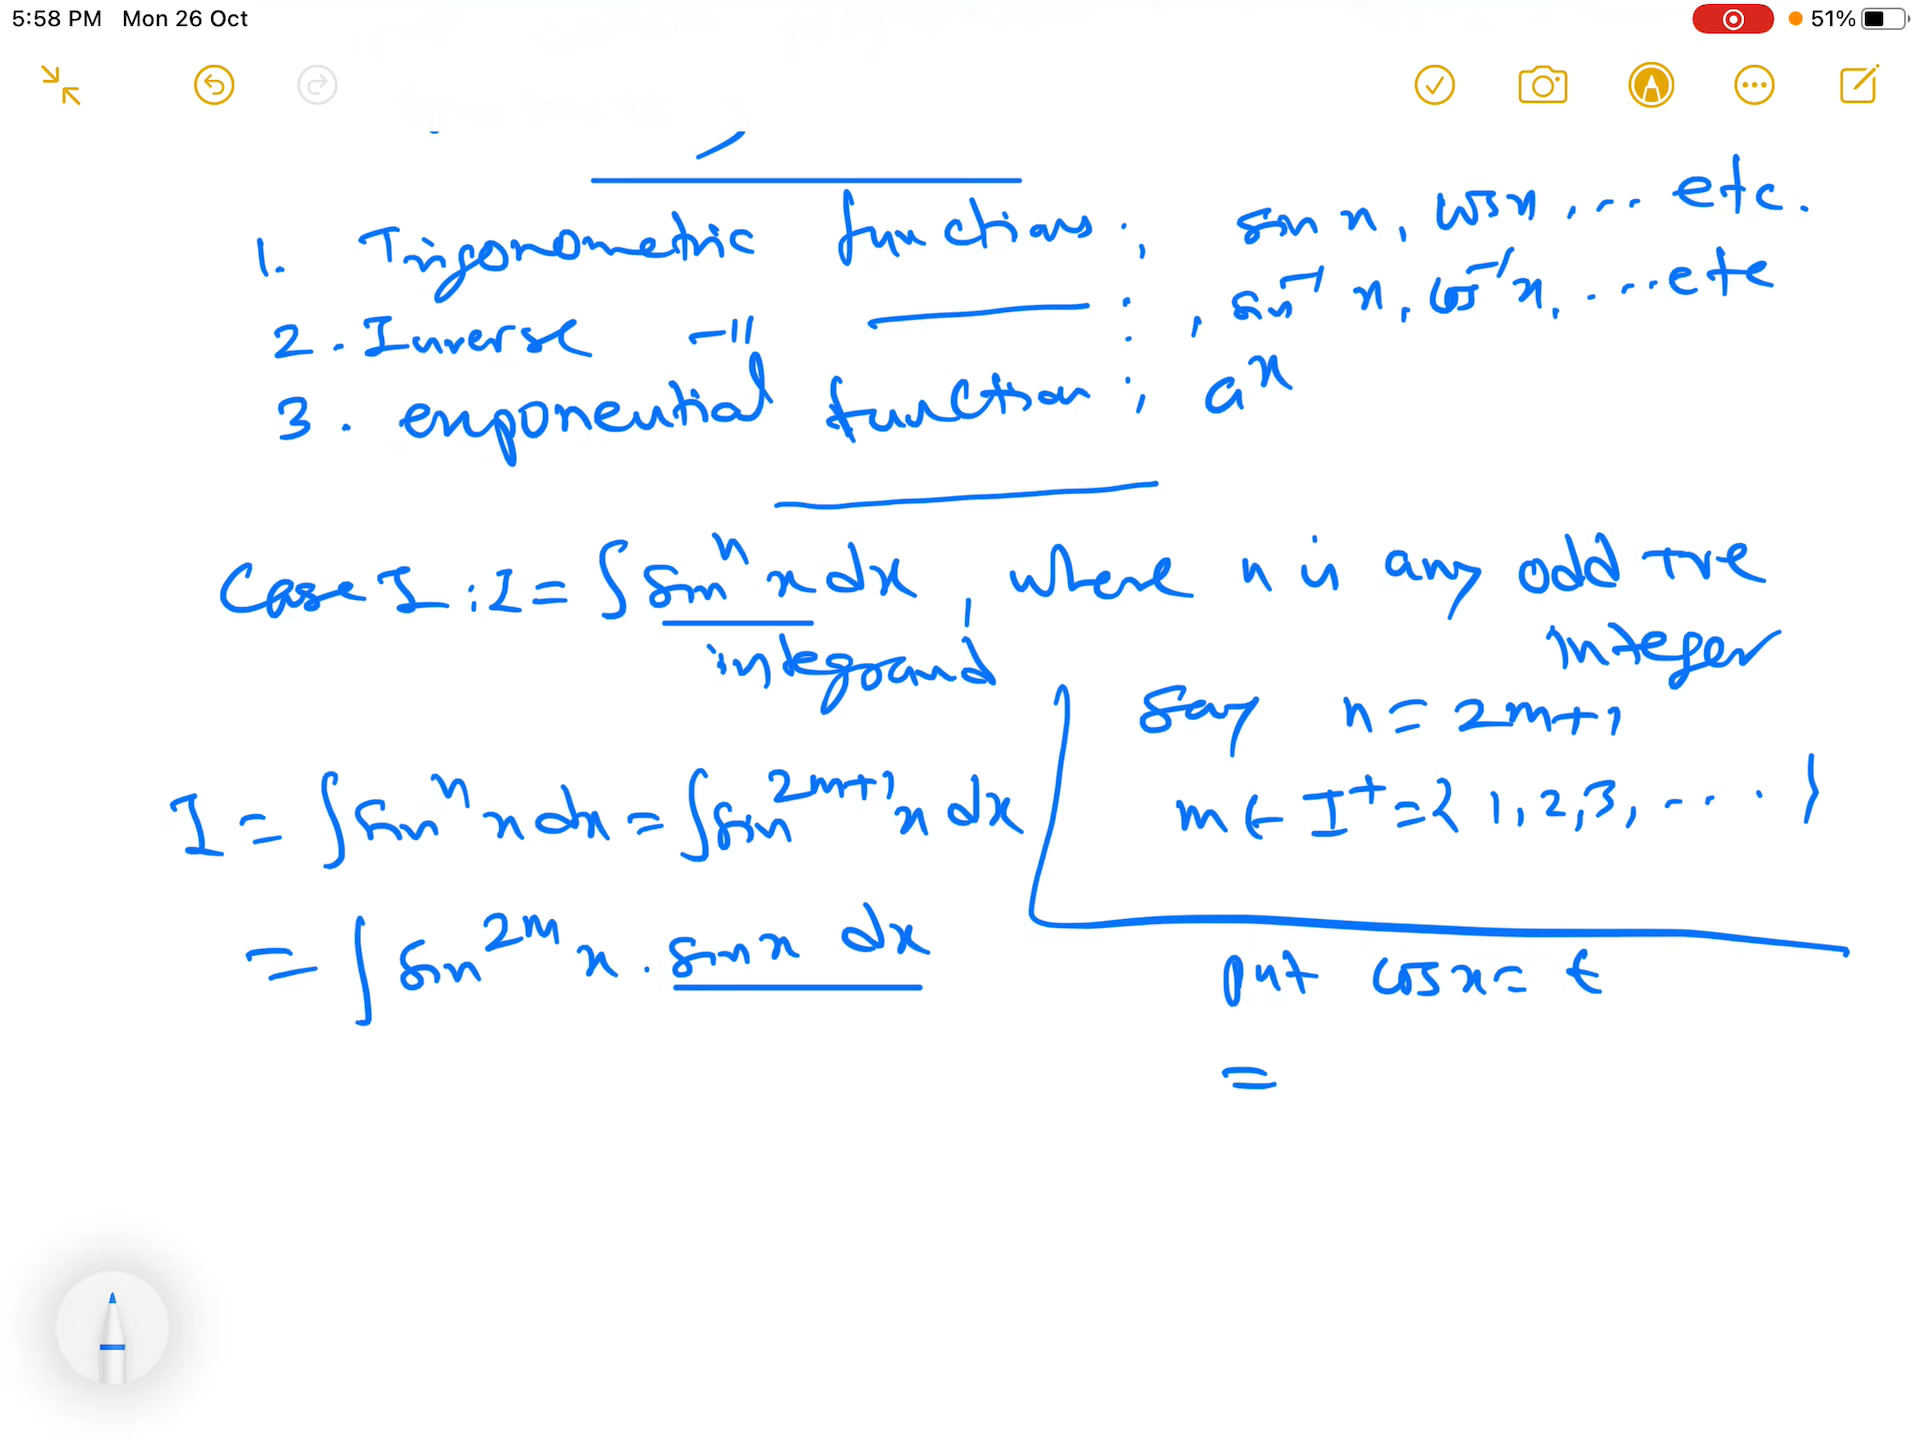 5:58 PM Mon 26 Oct 51%
1. Trigonometric functions ; sin x, cos x, ... etc.
2. Inverse -11 ——— : , sin⁻¹ x, cos⁻¹ x, ... etc
3. exponential function ; aˣ
Case I : I = ∫ sinⁿ x dx , where n is any odd +ve
integer
integrand
say n = 2m+1
I = ∫ sinⁿ x dx = ∫ sin²ᵐ⁺¹ x dx
m ∈ I⁺ = { 1, 2, 3, ... }
= ∫ sin²ᵐ x . sin x dx
put cos x = t
=